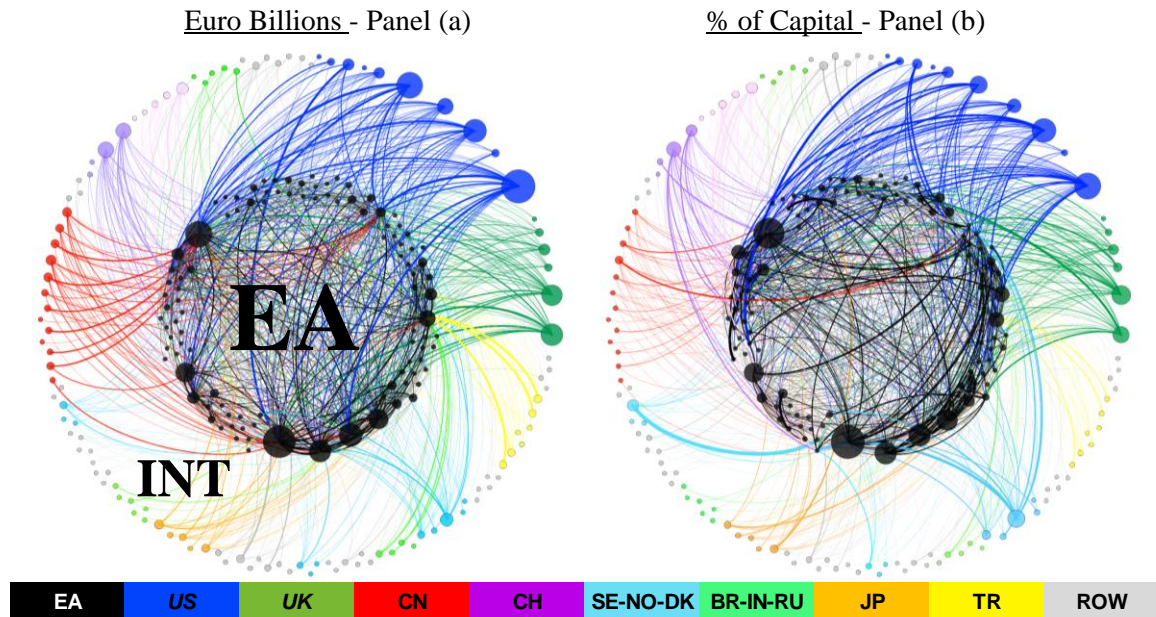 Euro Billions - Panel (a)
% of Capital - Panel (b)
EA
INT
EA US UK CN CH SE-NO-DK BR-IN-RU JP TR ROW